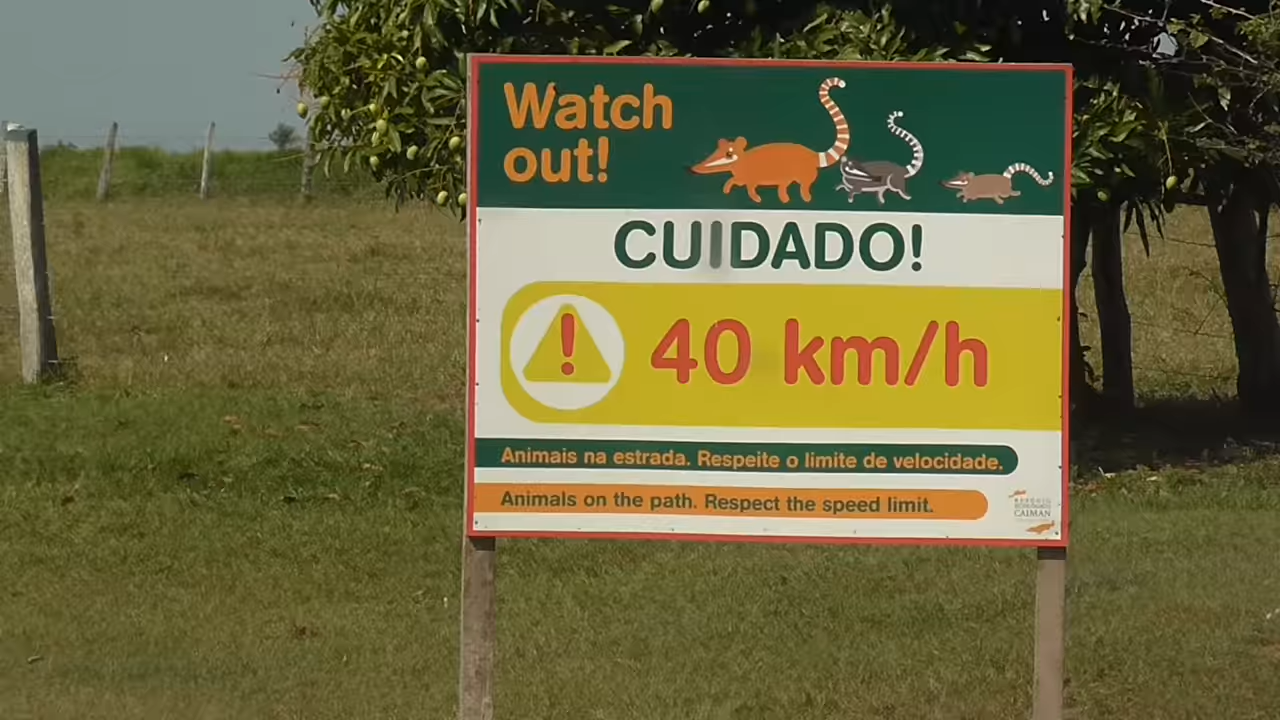 Watch
out!
CUIDADO!
! 40 km/h
Animais na estrada. Respeite o limite de velocidade.
Animals on the path. Respect the speed limit.
CAIMAN